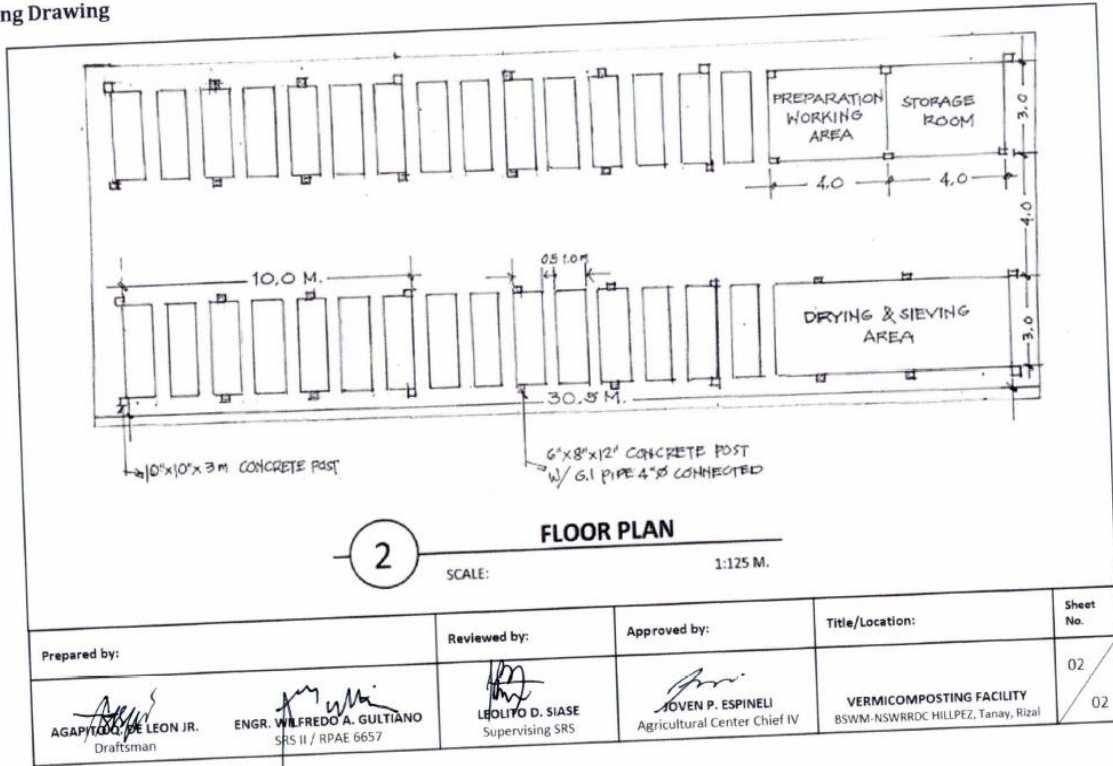 ng Drawing
PREPARATION
WORKING
AREA
STORAGE
ROOM
3.0
4.0
4.0
4.0
10.0 M.
0.5 1.0 M
DRYING & SIEVING
AREA
3.0
30.5 M.
10"x10"x3m CONCRETE POST
6"x8"x12" CONCRETE POST
W/ G.I PIPE 4"Ø CONNECTED
2
FLOOR PLAN
SCALE:
1:125 M.
Prepared by:
Reviewed by:
Approved by:
Title/Location:
Sheet
No.
AGAPITO Q. DE LEON JR.
Draftsman
ENGR. WILFREDO A. GULTIANO
SRS II / RPAE 6657
LEOLITO D. SIASE
Supervising SRS
JOVEN P. ESPINELI
Agricultural Center Chief IV
VERMICOMPOSTING FACILITY
BSWM-NSWRRDC HILLPEZ, Tanay, Rizal
02
02